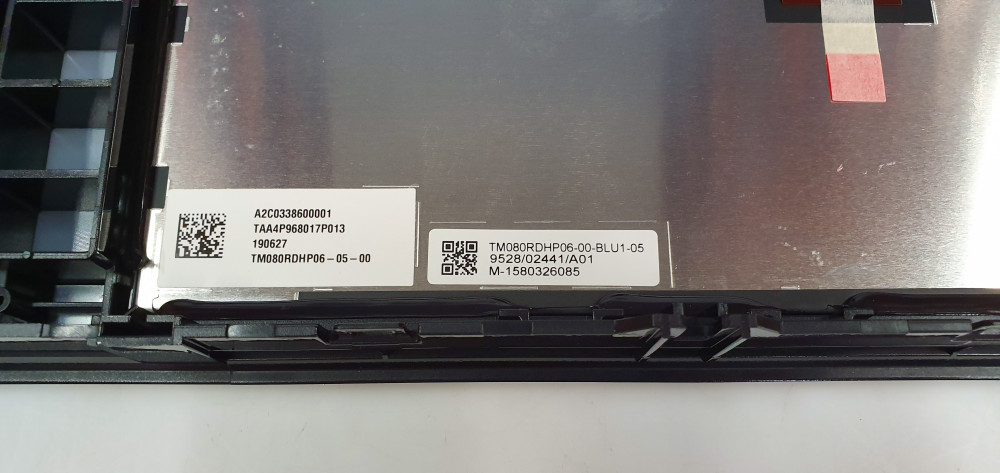 A2C0338600001
TAA4P968017P013
190627
TM080RDHP06-05-00
TM080RDHP06-00-BLU1-05
9528/02441/A01
M-1580326085